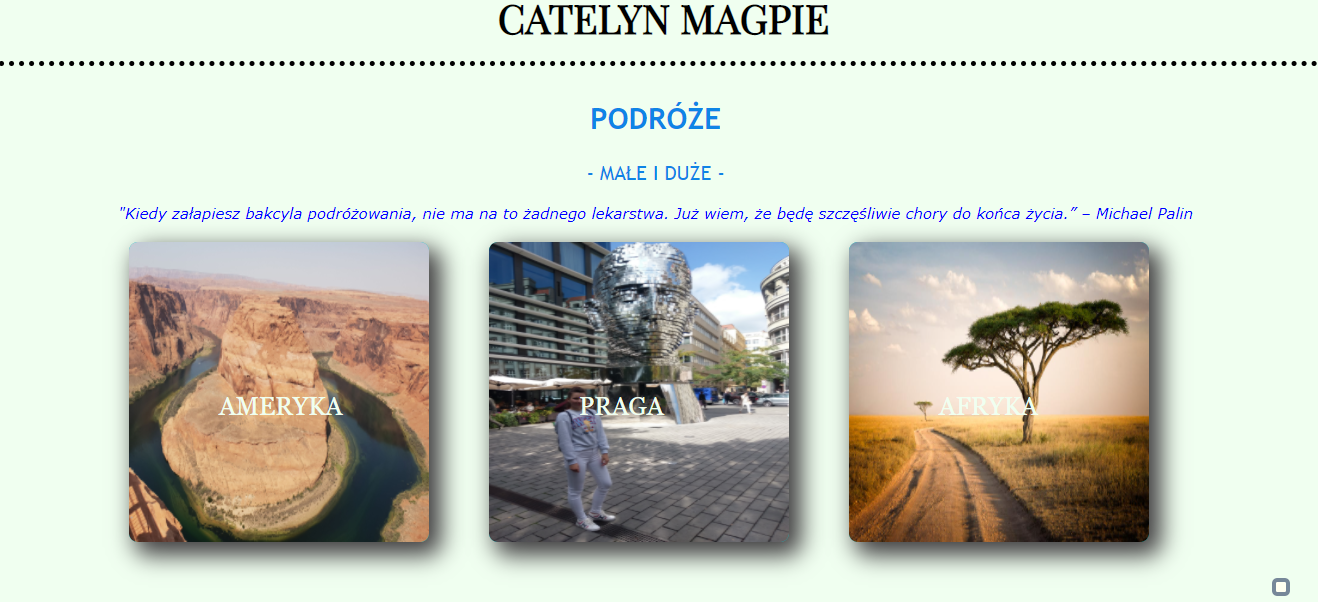 CATELYN MAGPIE
PODRÓŻE
- MAŁE I DUŻE -
"Kiedy załapiesz bakcyla podróżowania, nie ma na to żadnego lekarstwa. Już wiem, że będę szczęśliwie chory do końca życia.” – Michael Palin
AMERYKA
PRAGA
AFRYKA